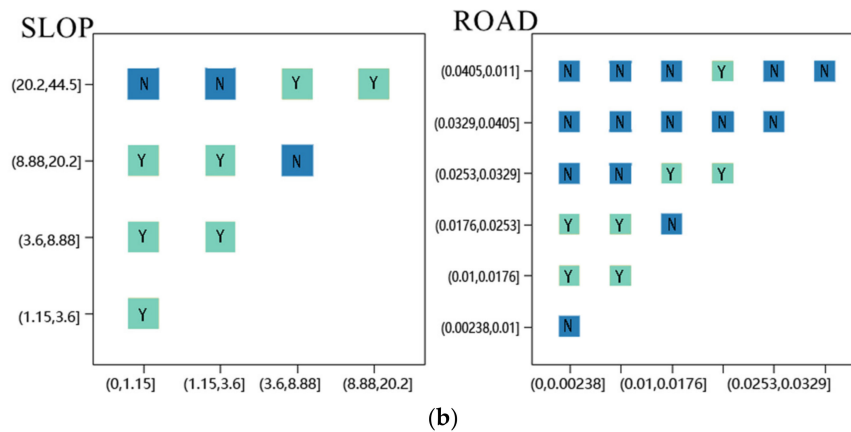 SLOP
(20.2,44.5] N N Y Y
(8.88,20.2] Y Y N
(3.6,8.88] Y Y
(1.15,3.6] Y
(0,1.15] (1.15,3.6] (3.6,8.88] (8.88,20.2]
ROAD
(0.0405,0.011] N N N Y N N
(0.0329,0.0405] N N N N N
(0.0253,0.0329] N N Y Y
(0.0176,0.0253] Y Y N
(0.01,0.0176] Y Y
(0.00238,0.01] N
(0,0.00238] (0.01,0.0176] (0.0253,0.0329]
(b)